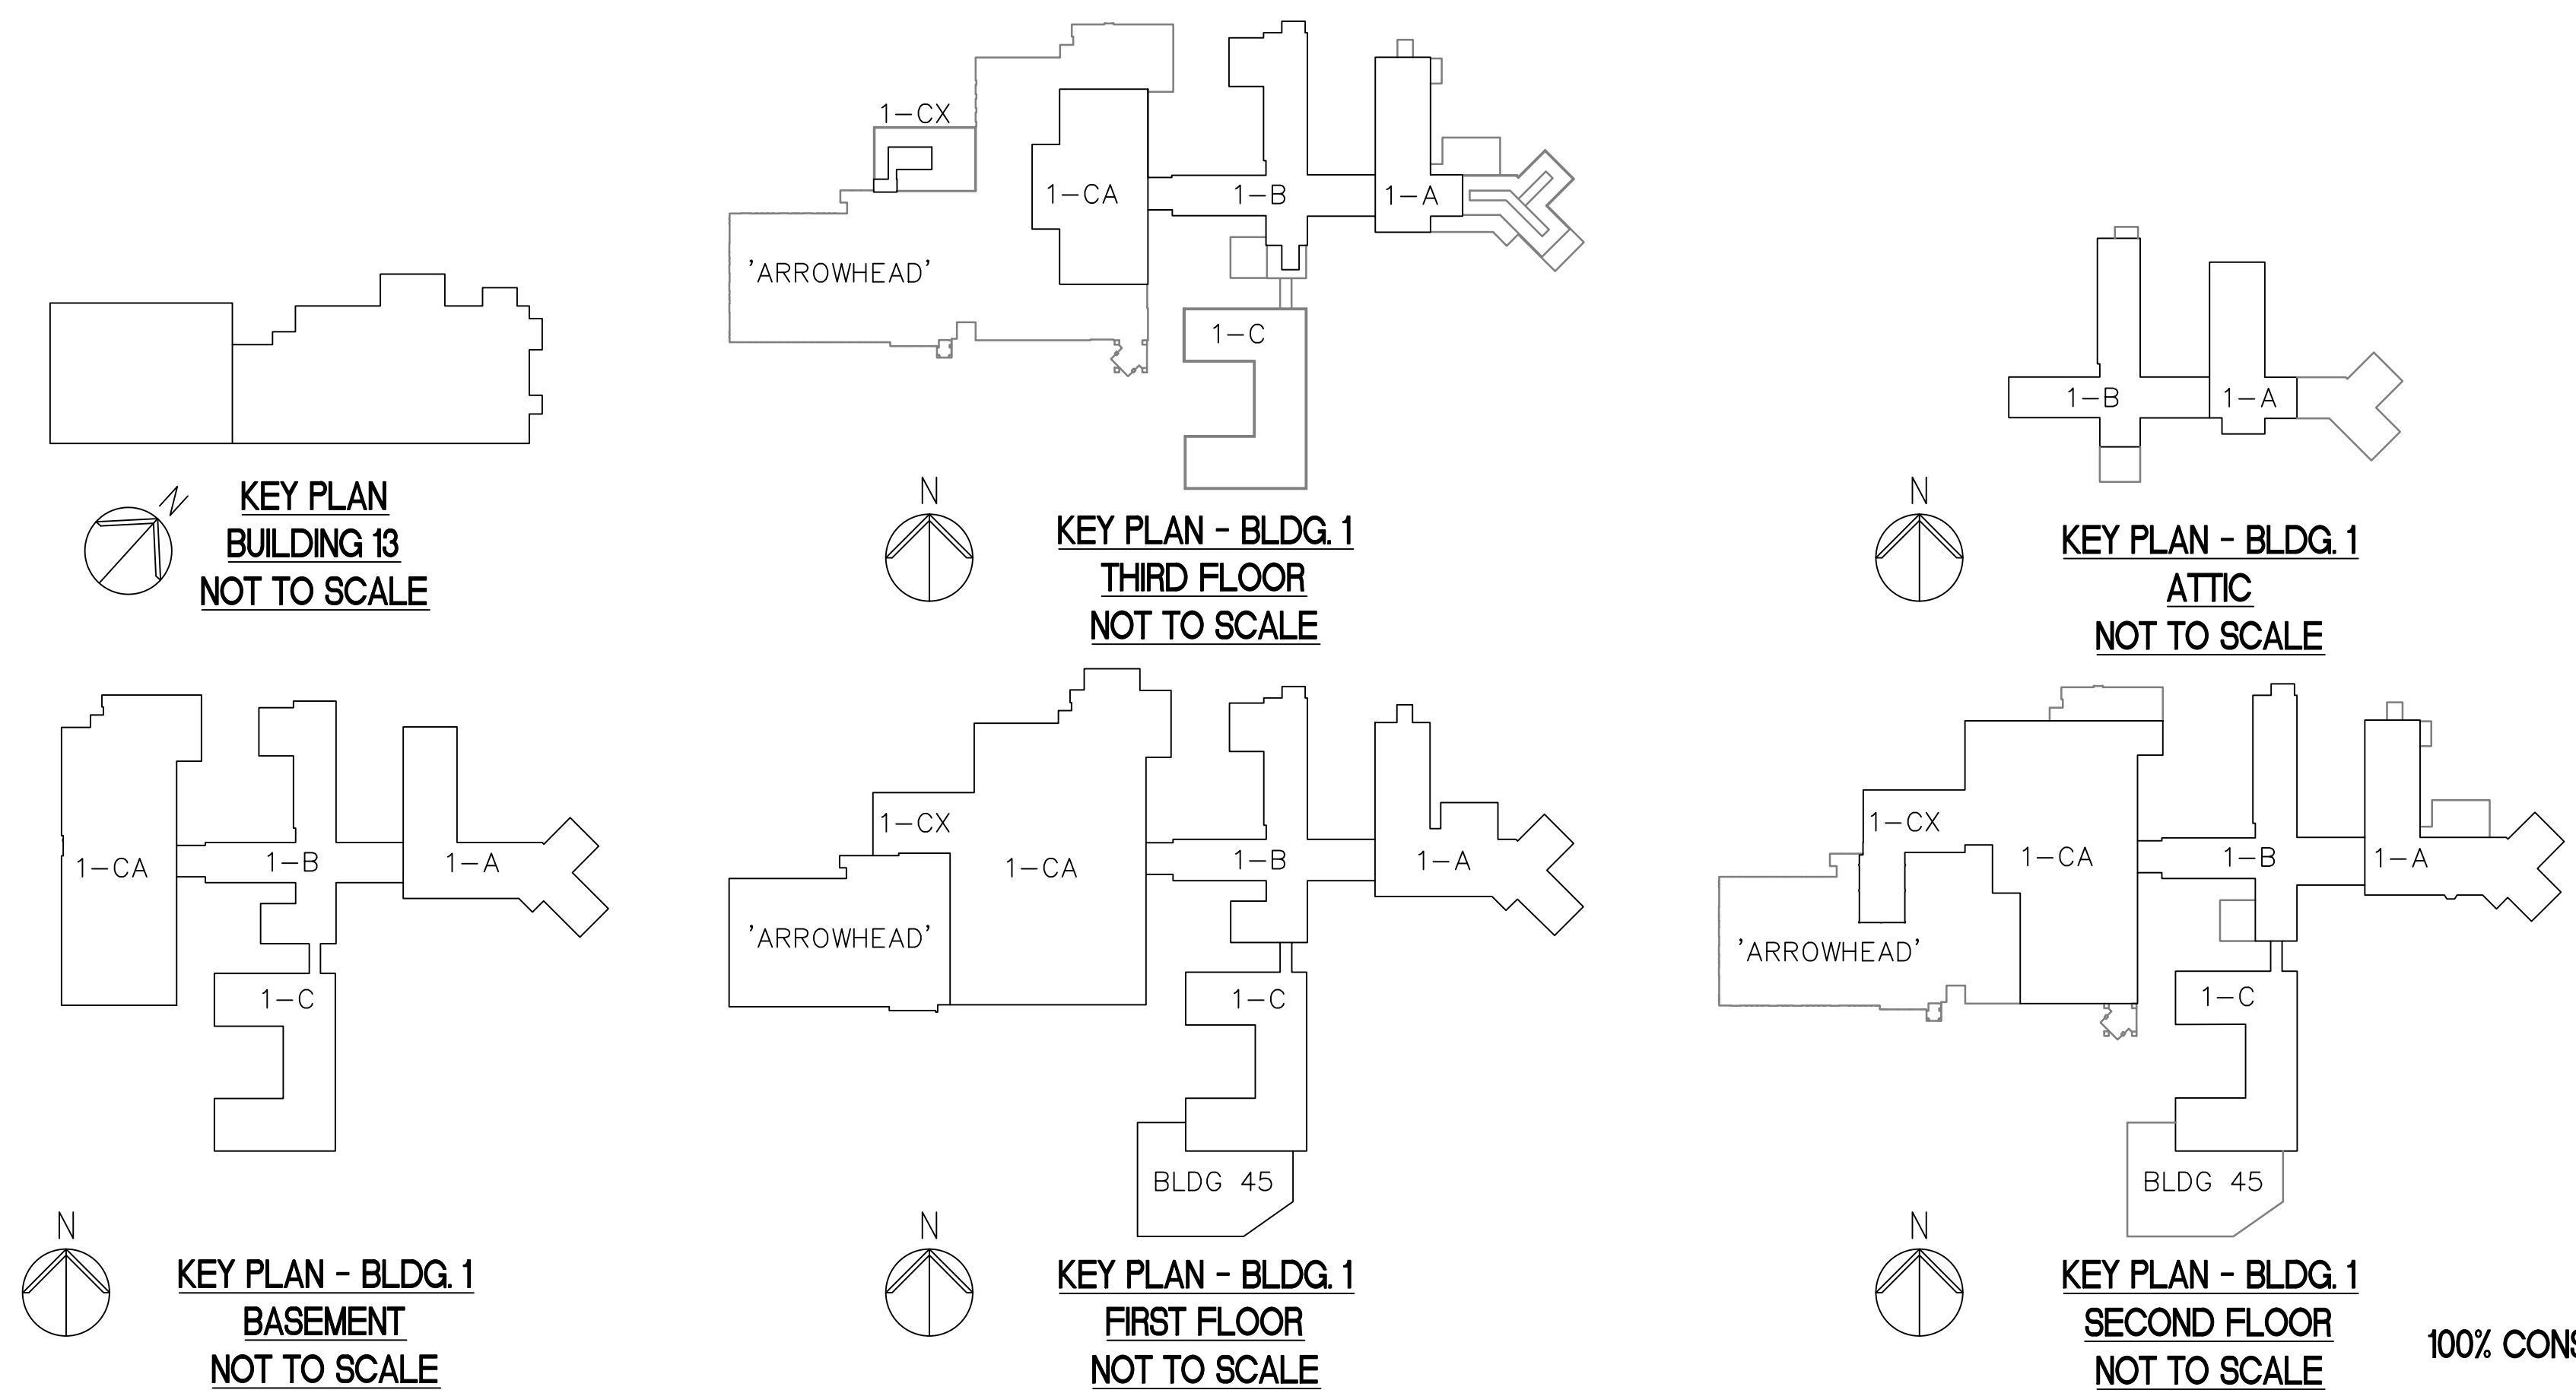 1-CX
1-CA
1-B
1-A
'ARROWHEAD'
1-C
1-B
1-A
N
KEY PLAN
BUILDING 13
NOT TO SCALE
N
KEY PLAN - BLDG. 1
THIRD FLOOR
NOT TO SCALE
N
KEY PLAN - BLDG. 1
ATTIC
NOT TO SCALE
1-CA
1-B
1-A
1-C
N
KEY PLAN - BLDG. 1
BASEMENT
NOT TO SCALE
1-CX
1-CA
1-B
1-A
'ARROWHEAD'
1-C
BLDG 45
N
KEY PLAN - BLDG. 1
FIRST FLOOR
NOT TO SCALE
1-CX
1-CA
1-B
1-A
'ARROWHEAD'
1-C
BLDG 45
N
KEY PLAN - BLDG. 1
SECOND FLOOR
NOT TO SCALE
100%